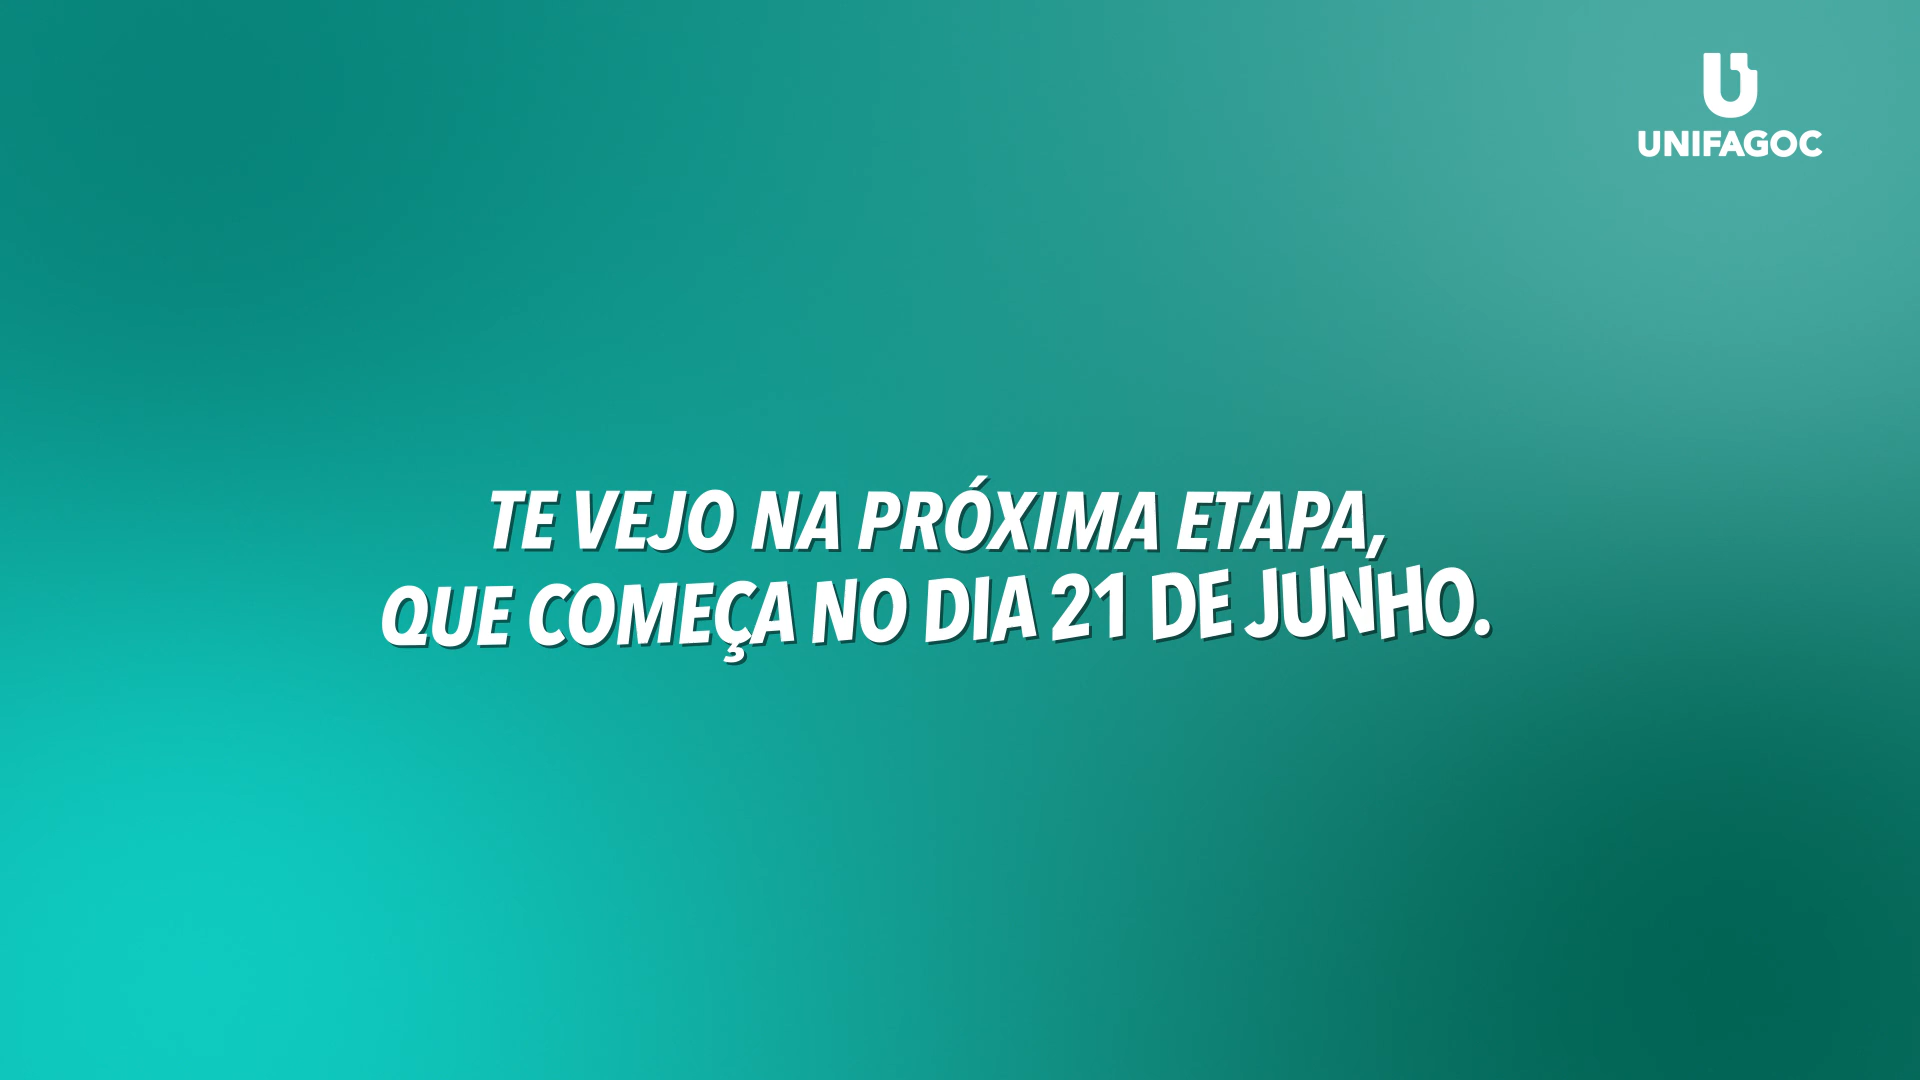 UNIFAGOC
TE VEJO NA PRÓXIMA ETAPA,
QUE COMEÇA NO DIA 21 DE JUNHO.